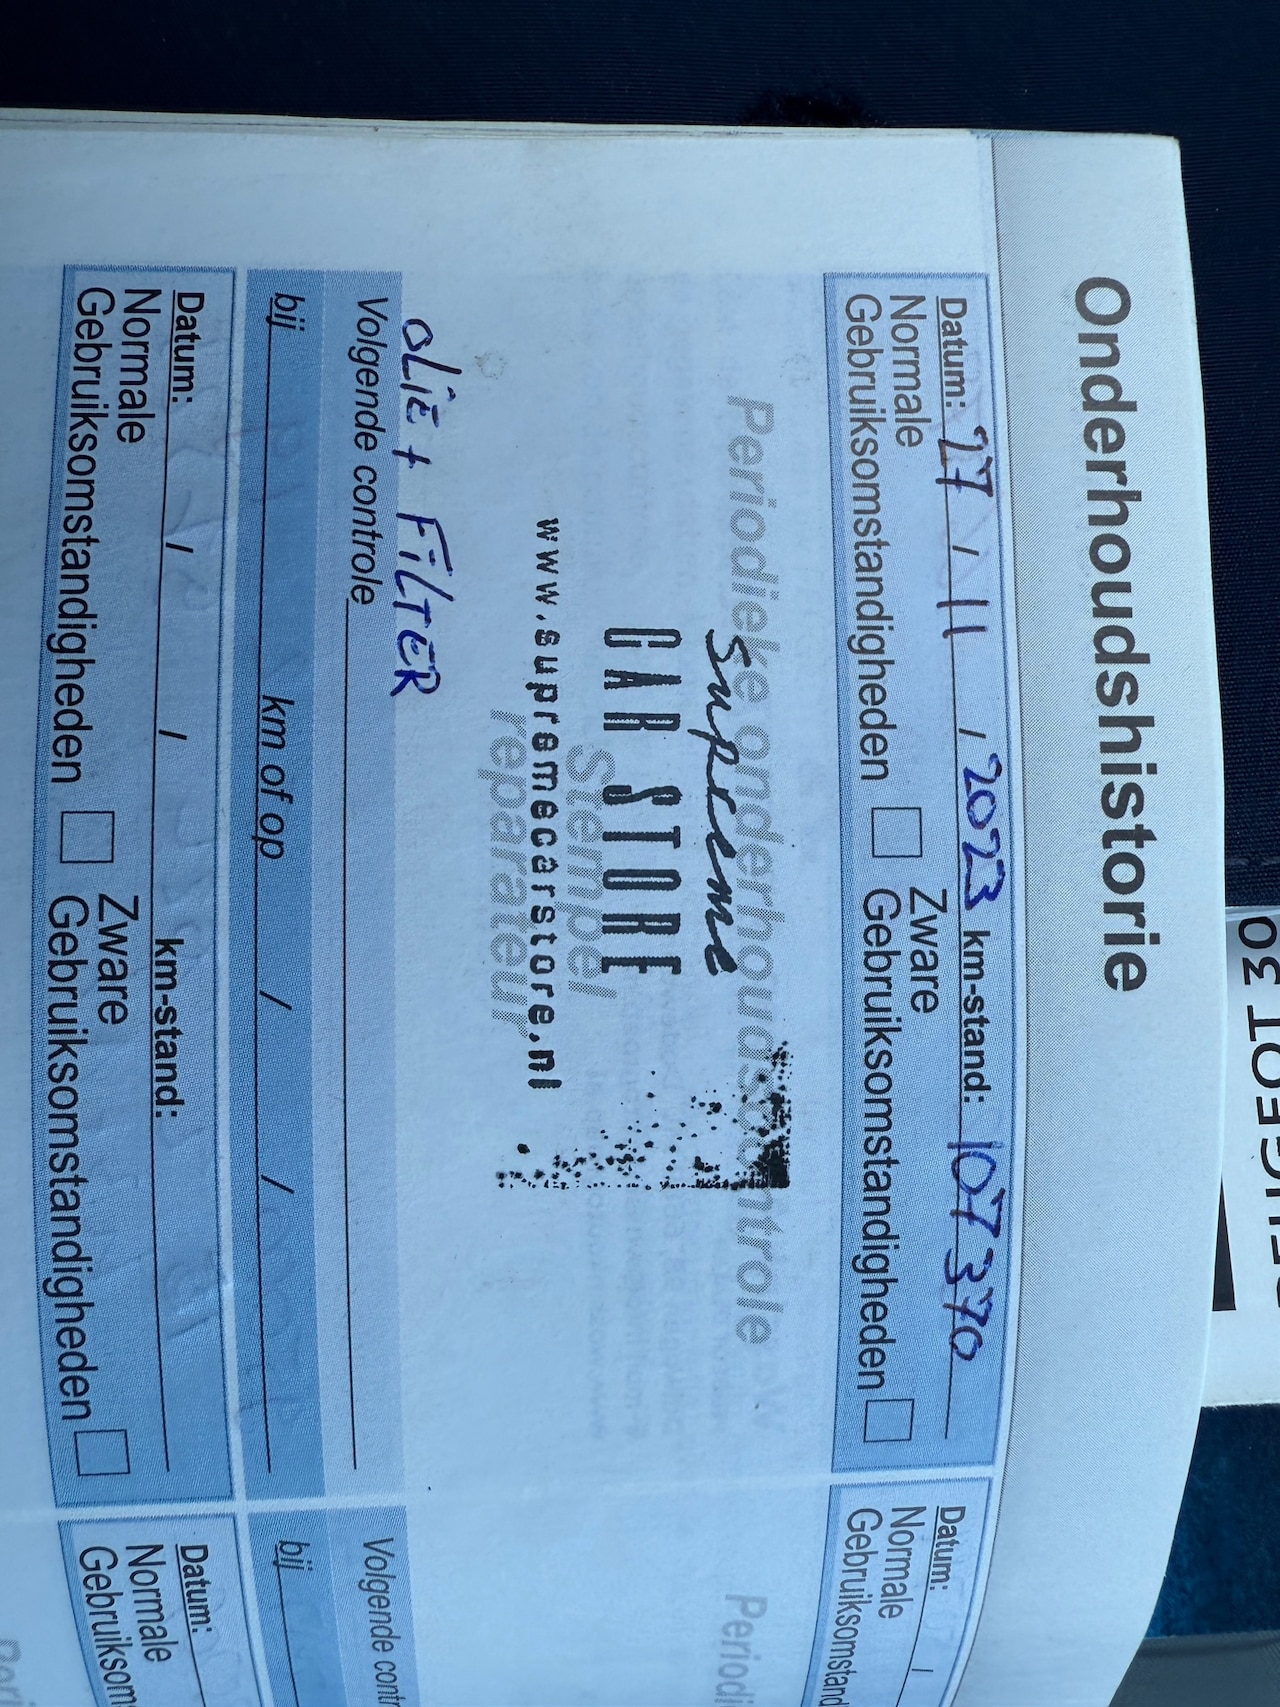 Onderhoudshistorie
Datum: 27 / 11 / 2023 km-stand: 107370
Normale Gebruiksomstandigheden
Zware Gebruiksomstandigheden
Periodieke onderhoudscontrole
Supreme
CAR STORE
Stempel
www.supremecarstore.nl
reparateur
OLiE + FiLTER
Volgende controle
bij km of op / /
Datum: / / km-stand:
Normale Gebruiksomstandigheden
Zware Gebruiksomstandigheden
Datum: /
Normale
Periodi
Volgende contr
bij
Datum:
Normale